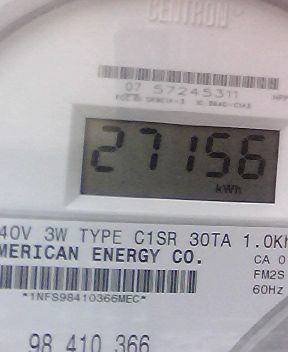 CENTRON
07 57245311
27156
kWh
40V 3W TYPE C1SR 30TA 1.0Kh
MERICAN ENERGY CO.
CA 0
FM2S
60Hz
*1NFS98410366MEC*
98 410 366